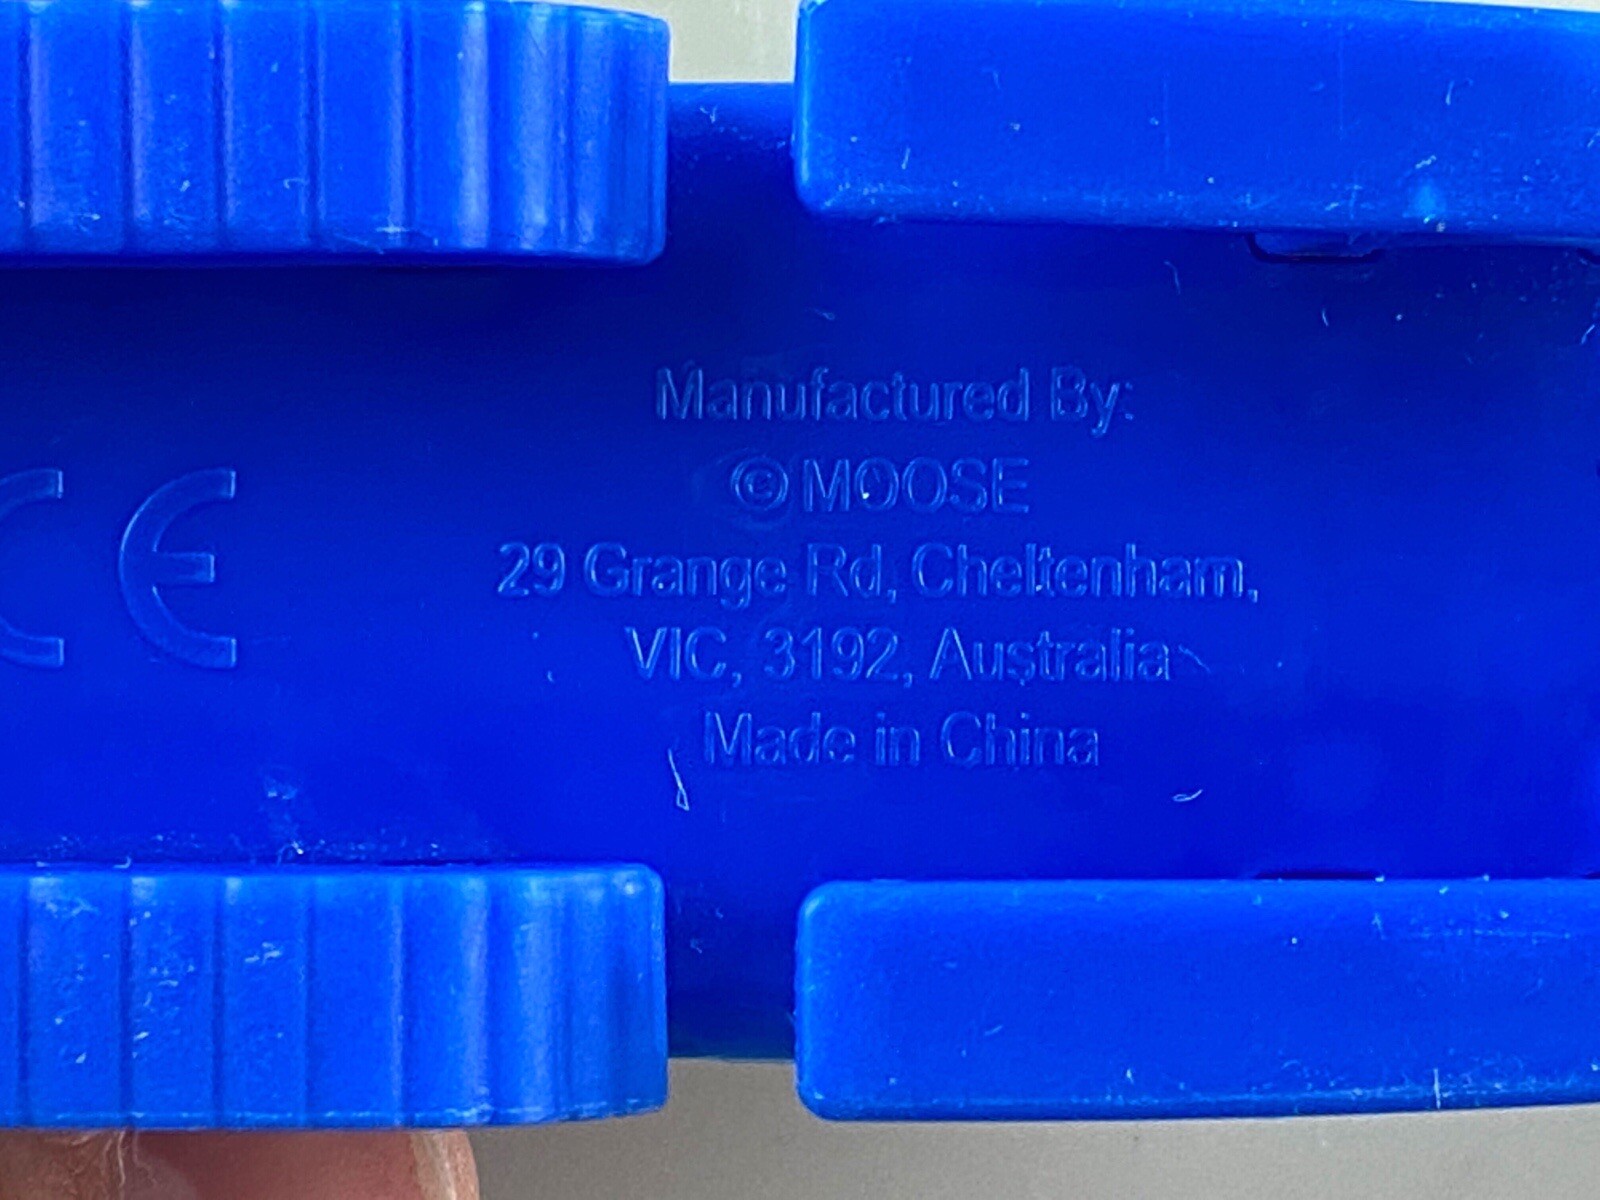 CE
Manufactured By:
© MOOSE
29 Grange Rd, Cheltenham,
VIC, 3192, Australia
Made in China